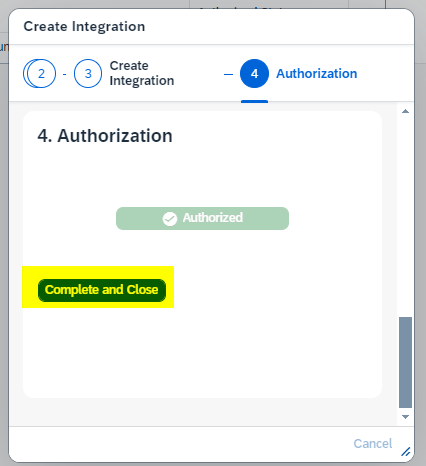 Create Integration
2 - 3 Create Integration – 4 Authorization
4. Authorization
Authorized
Complete and Close
Cancel